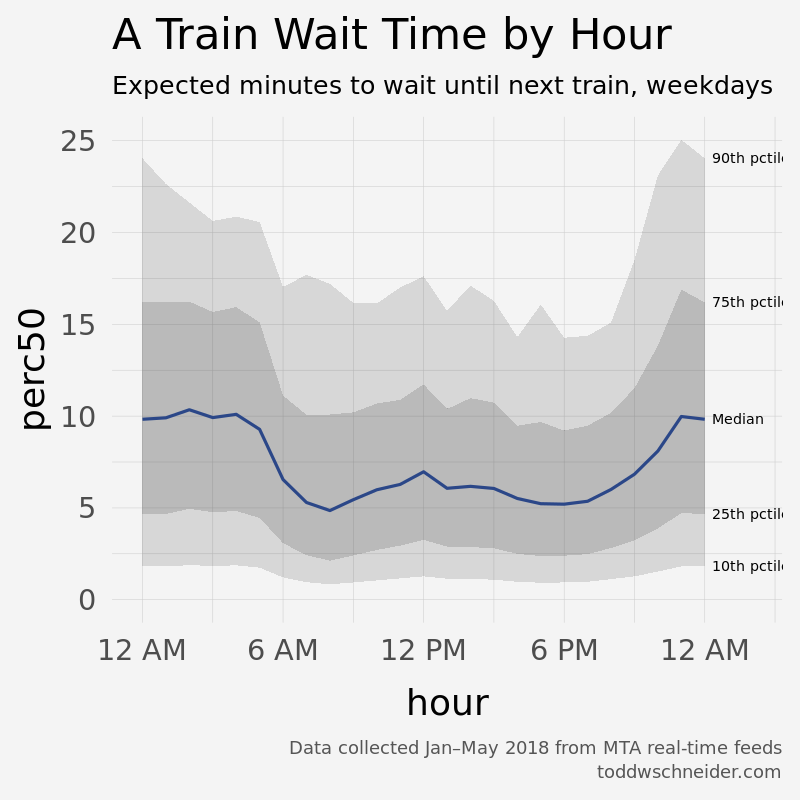 A Train Wait Time by Hour
Expected minutes to wait until next train, weekdays
25
20
15
10
5
0
perc50
90th pctile
75th pctile
Median
25th pctile
10th pctile
12 AM 6 AM 12 PM 6 PM 12 AM
hour
Data collected Jan–May 2018 from MTA real-time feeds
toddwschneider.com